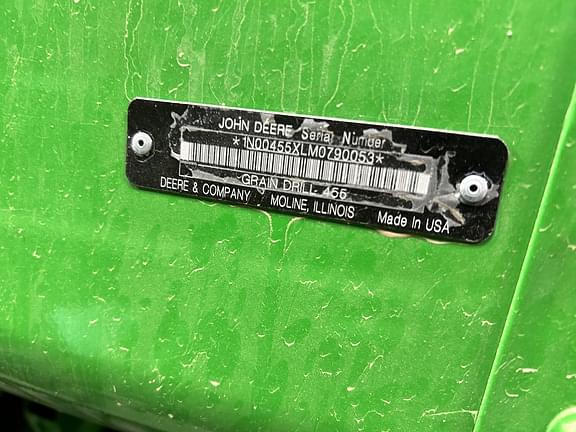 JOHN DEERE Serial Number
*1N00455XLM0790053*
GRAIN DRILL- 455
DEERE & COMPANY MOLINE, ILLINOIS Made in USA